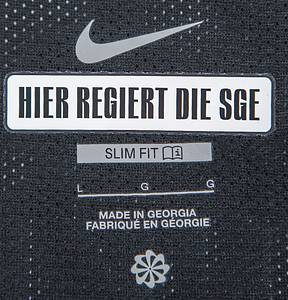 HIER REGIERT DIE SGE
SLIM FIT
L G G
MADE IN GEORGIA
FABRIQUÉ EN GÉORGIE